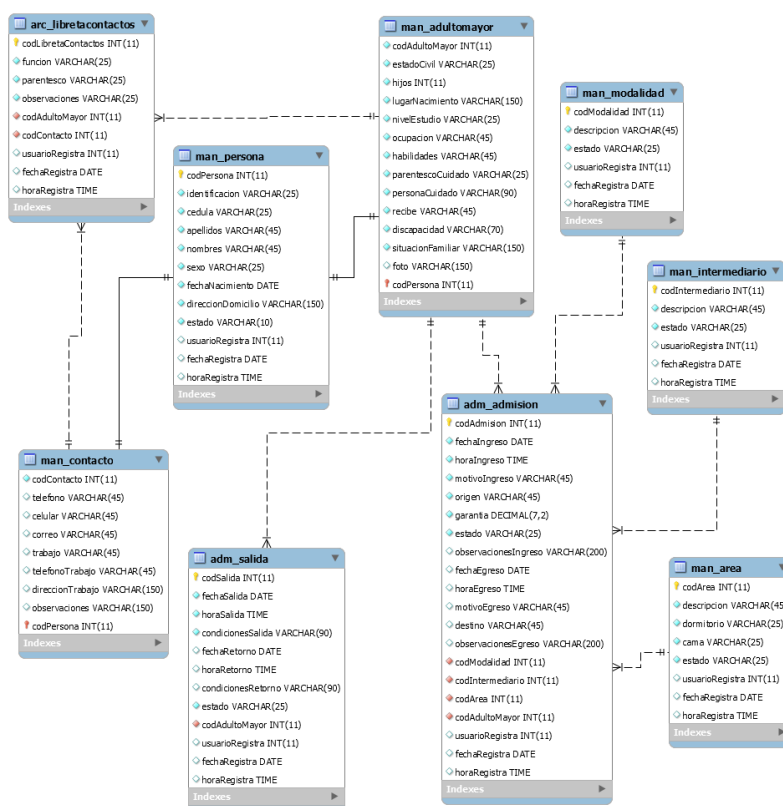 arc_libretacontactos
codLibretaContactos INT(11)
funcion VARCHAR(25)
parentesco VARCHAR(25)
observaciones VARCHAR(25)
codAdultoMayor INT(11)
codContacto INT(11)
usuarioRegistra INT(11)
fechaRegistra DATE
horaRegistra TIME
Indexes
man_adultomayor
codAdultoMayor INT(11)
estadoCivil VARCHAR(25)
hijos INT(11)
lugarNacimiento VARCHAR(150)
nivelEstudio VARCHAR(25)
ocupacion VARCHAR(45)
habilidades VARCHAR(45)
parentescoCuidado VARCHAR(25)
personaCuidado VARCHAR(90)
recibe VARCHAR(45)
discapacidad VARCHAR(70)
situacionFamiliar VARCHAR(150)
foto VARCHAR(150)
codPersona INT(11)
Indexes
man_modalidad
codModalidad INT(11)
descripcion VARCHAR(45)
estado VARCHAR(25)
usuarioRegistra INT(11)
fechaRegistra DATE
horaRegistra TIME
Indexes
man_persona
codPersona INT(11)
identificacion VARCHAR(25)
cedula VARCHAR(25)
apellidos VARCHAR(45)
nombres VARCHAR(45)
sexo VARCHAR(25)
fechaNacimiento DATE
direccionDomicilio VARCHAR(150)
estado VARCHAR(10)
usuarioRegistra INT(11)
fechaRegistra DATE
horaRegistra TIME
Indexes
man_intermediario
codIntermediario INT(11)
descripcion VARCHAR(45)
estado VARCHAR(25)
usuarioRegistra INT(11)
fechaRegistra DATE
horaRegistra TIME
Indexes
adm_admision
codAdmision INT(11)
fechaIngreso DATE
horaIngreso TIME
motivoIngreso VARCHAR(45)
origen VARCHAR(45)
garantia DECIMAL(7,2)
estado VARCHAR(25)
observacionesIngreso VARCHAR(200)
fechaEgreso DATE
horaEgreso TIME
motivoEgreso VARCHAR(45)
destino VARCHAR(45)
observacionesEgreso VARCHAR(200)
codModalidad INT(11)
codIntermediario INT(11)
codArea INT(11)
codAdultoMayor INT(11)
usuarioRegistra INT(11)
fechaRegistra DATE
horaRegistra TIME
Indexes
man_contacto
codContacto INT(11)
telefono VARCHAR(45)
celular VARCHAR(45)
correo VARCHAR(45)
trabajo VARCHAR(45)
telefonoTrabajo VARCHAR(45)
direccionTrabajo VARCHAR(150)
observaciones VARCHAR(150)
codPersona INT(11)
Indexes
adm_salida
codSalida INT(11)
fechaSalida DATE
horaSalida TIME
condicionesSalida VARCHAR(90)
fechaRetorno DATE
horaRetorno TIME
condicionesRetorno VARCHAR(90)
estado VARCHAR(25)
codAdultoMayor INT(11)
usuarioRegistra INT(11)
fechaRegistra DATE
horaRegistra TIME
Indexes
man_area
codArea INT(11)
descripcion VARCHAR(45
dormitorio VARCHAR(25)
cama VARCHAR(25)
estado VARCHAR(25)
usuarioRegistra INT(11)
fechaRegistra DATE
horaRegistra TIME
Indexes